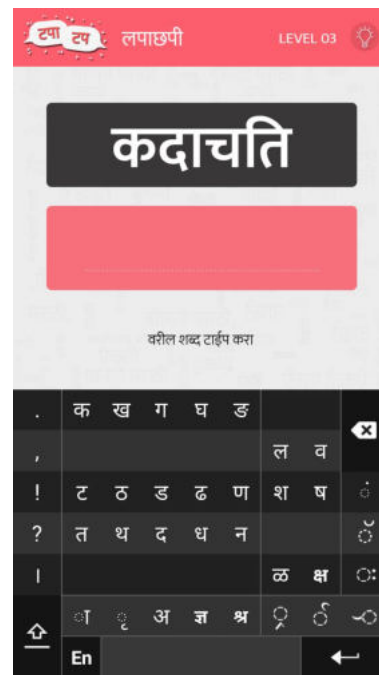 टपा टप लपाछपी LEVEL 03
कदाचति
वरील शब्द टाईप करा
. क ख ग घ ङ
, ल व
! ट ठ ड ढ ण श ष ं
? त थ द ध न ँ
। ळ क्ष ः
ा ृ अ ज्ञ श्र
En